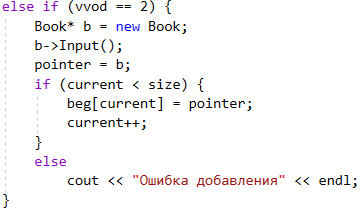 else if (vvod == 2) {
    Book* b = new Book;
    b->Input();
    pointer = b;
    if (current < size) {
        beg[current] = pointer;
        current++;
    }
    else
        cout << "Ошибка добавления" << endl;
}